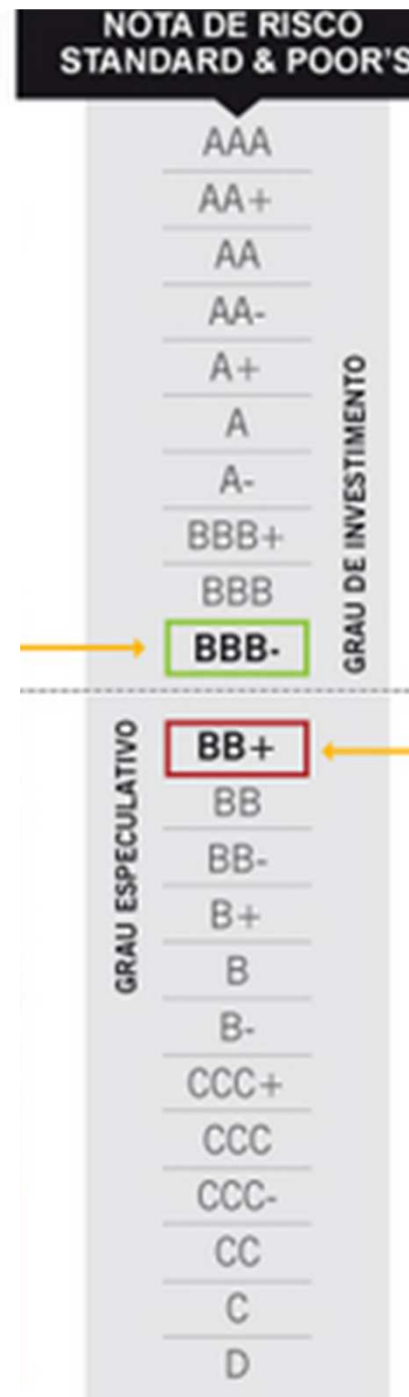 NOTA DE RISCO
STANDARD & POOR'S
AAA
AA+
AA
AA-
A+
A
A-
BBB+
BBB
BBB-
GRAU DE INVESTIMENTO
BB+
BB
BB-
B+
B
B-
CCC+
CCC
CCC-
CC
C
D
GRAU ESPECULATIVO